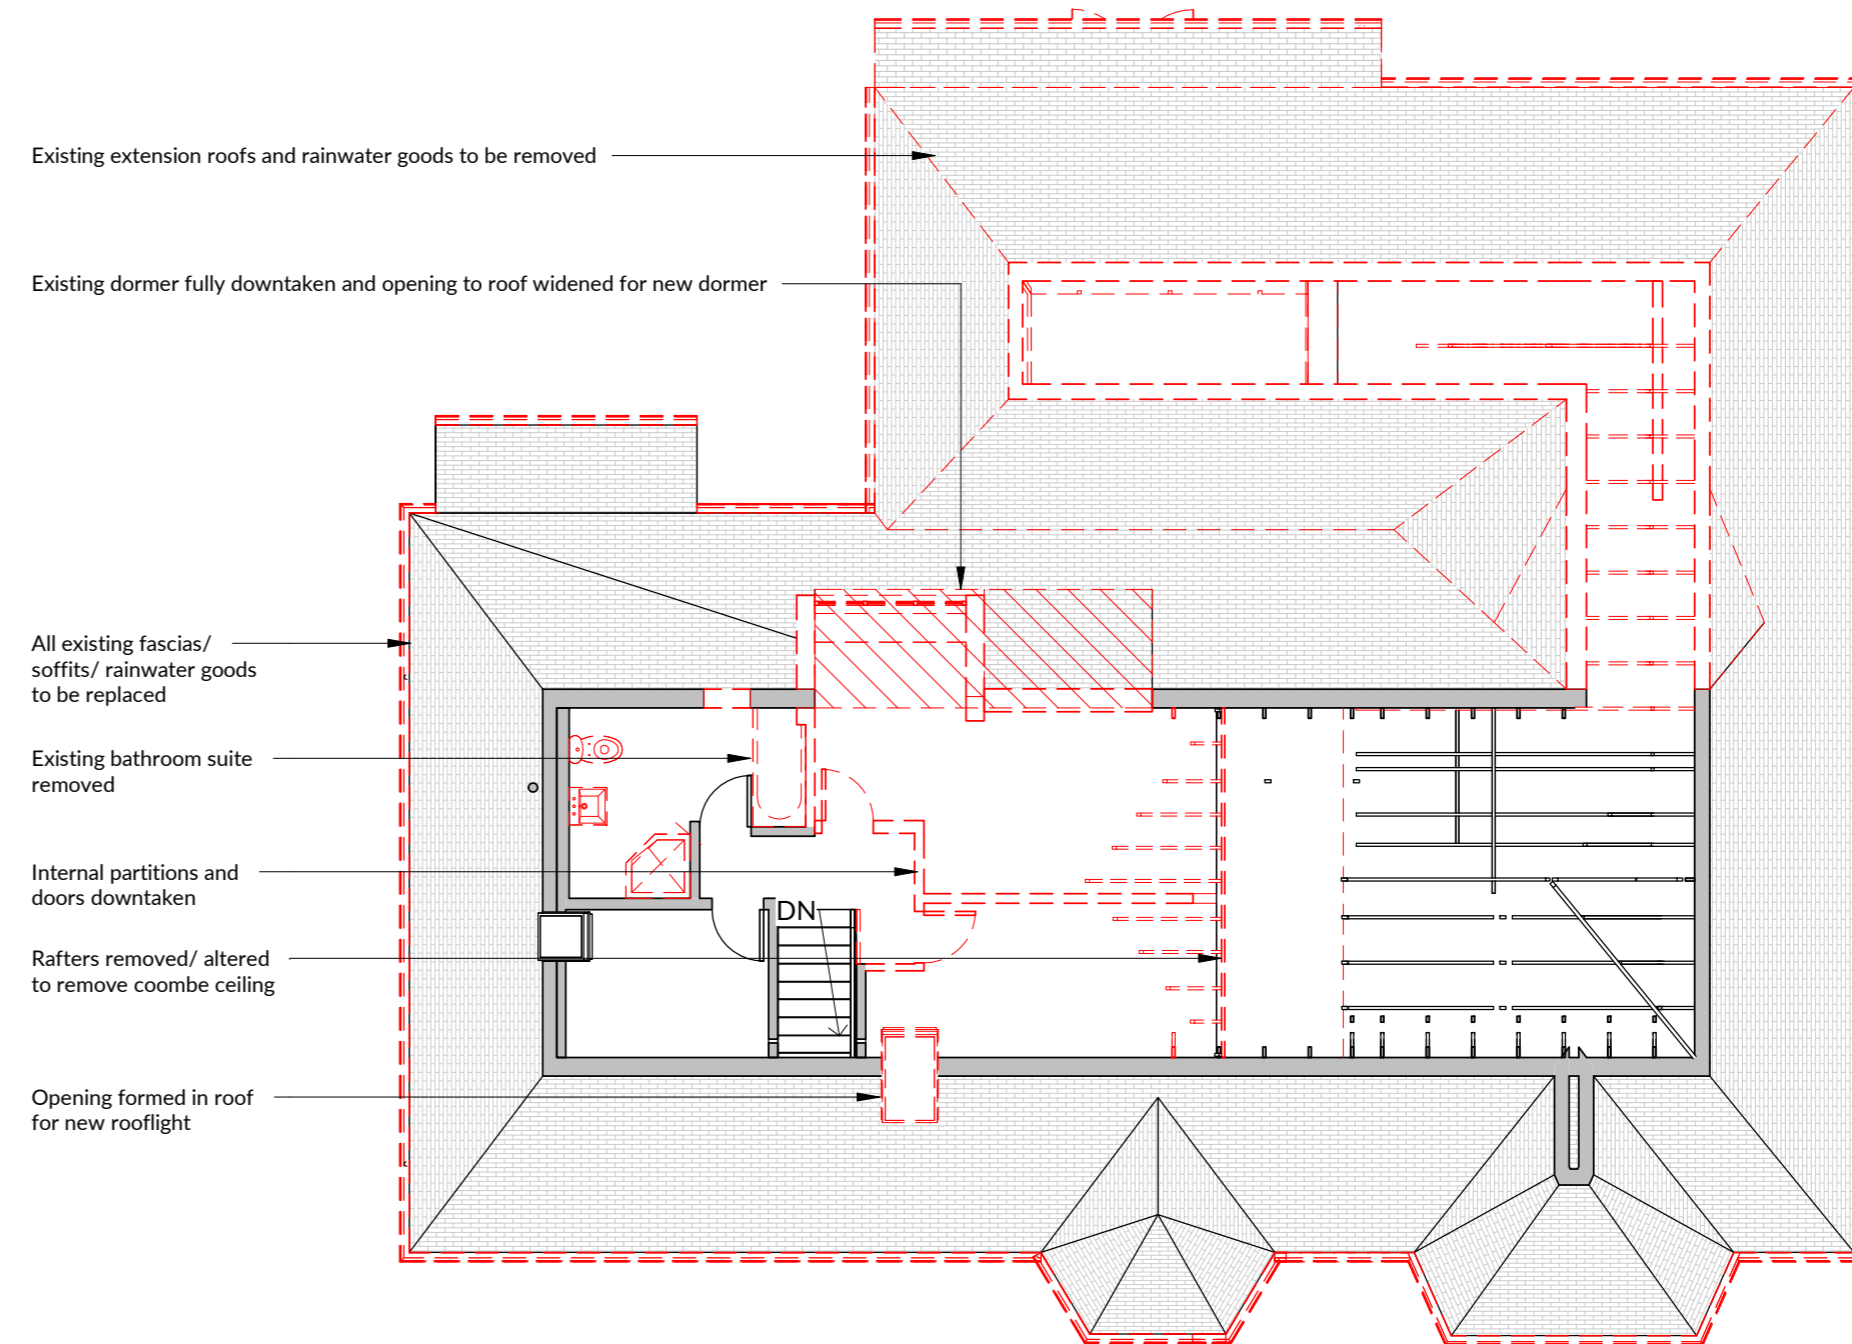 Existing extension roofs and rainwater goods to be removed
Existing dormer fully downtaken and opening to roof widened for new dormer
All existing fascias/
soffits/ rainwater goods
to be replaced
Existing bathroom suite
removed
Internal partitions and
doors downtaken
DN
Rafters removed/ altered
to remove coombe ceiling
Opening formed in roof
for new rooflight